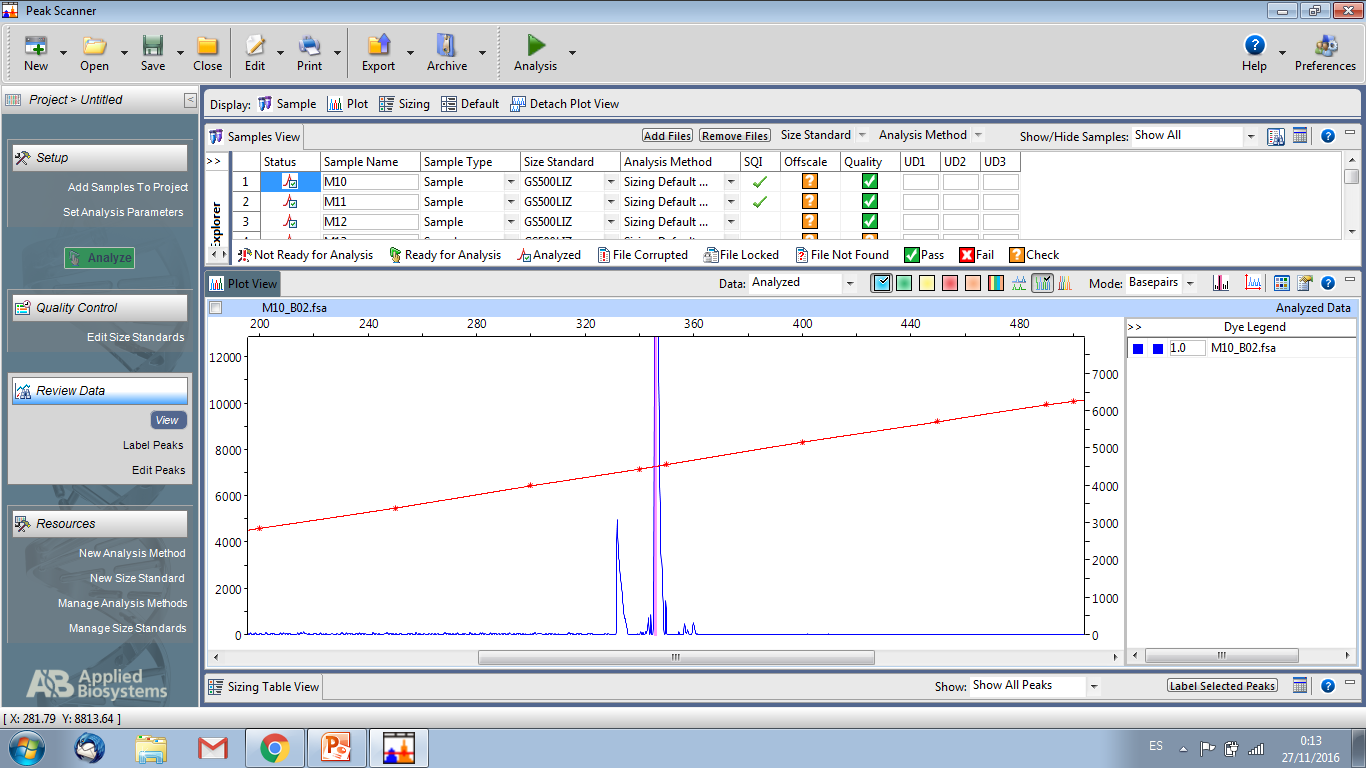 Peak Scanner
New Open Save Close Edit Print Export Archive Analysis Help Preferences
Project > Untitled <
Setup
Add Samples To Project
Set Analysis Parameters
Analyze
Quality Control
Edit Size Standards
Review Data
View
Label Peaks
Edit Peaks
Resources
New Analysis Method
New Size Standard
Manage Analysis Methods
Manage Size Standards
AB Applied
Biosystems
Display: Sample Plot Sizing Default Detach Plot View
Samples View Add Files Remove Files Size Standard Analysis Method Show/Hide Samples: Show All
>> Status Sample Name Sample Type Size Standard Analysis Method SQI Offscale Quality UD1 UD2 UD3
1 M10 Sample GS500LIZ Sizing Default ...
2 M11 Sample GS500LIZ Sizing Default ...
3 M12 Sample GS500LIZ Sizing Default ...
Explorer
Not Ready for Analysis Ready for Analysis Analyzed File Corrupted File Locked File Not Found Pass Fail Check
Plot View Data: Analyzed Mode: Basepairs
M10_B02.fsa Analyzed Data
200 240 280 320 360 400 440 480
12000
10000
8000
6000
4000
2000
0
7000
6000
5000
4000
3000
2000
1000
0
>> Dye Legend
1.0 M10_B02.fsa
Sizing Table View Show: Show All Peaks Label Selected Peaks
[ X: 281.79 Y: 8813.64 ]
ES
0:13
27/11/2016